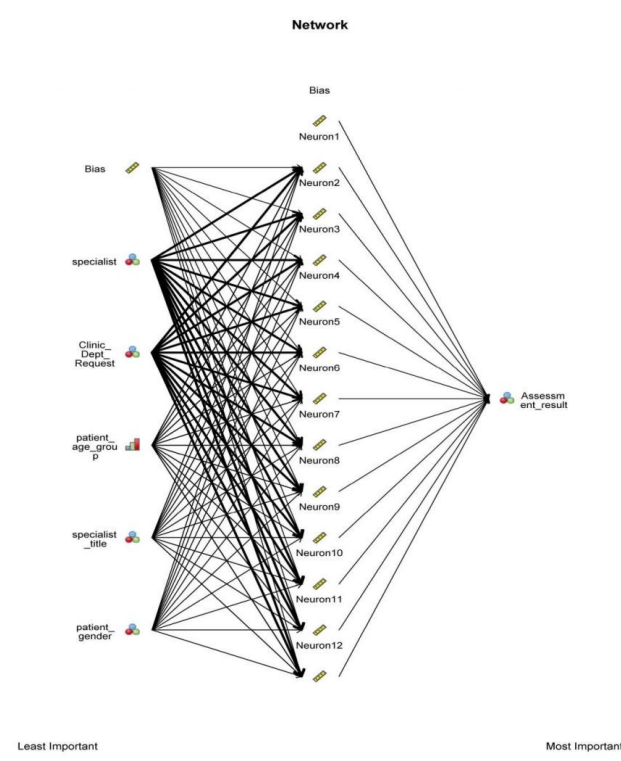 Network
Bias
Neuron1
Bias
Neuron2
Neuron3
specialist
Neuron4
Neuron5
Clinic_
Dept_
Request
Neuron6
Neuron7
patient_
age_grou
p
Neuron8
Neuron9
specialist
_title
Neuron10
Neuron11
patient_
gender
Neuron12
Assessm
ent_result
Least Important
Most Important